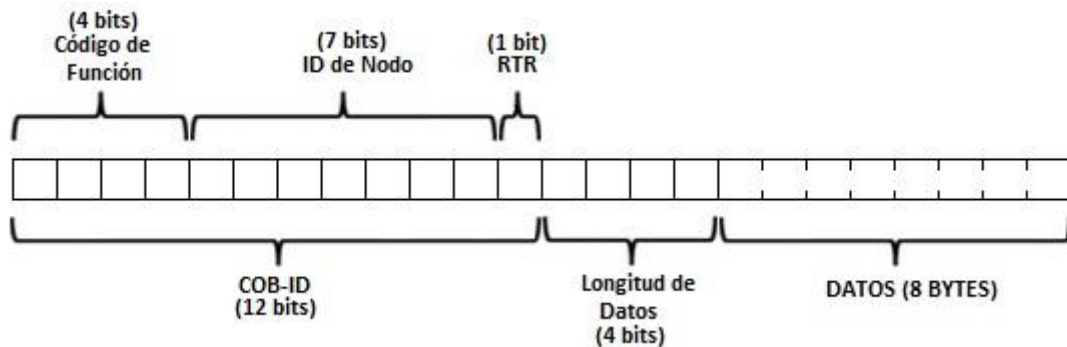 (4 bits)
Código de
Función
(7 bits)
ID de Nodo
(1 bit)
RTR
COB-ID
(12 bits)
Longitud de
Datos
(4 bits)
DATOS (8 BYTES)